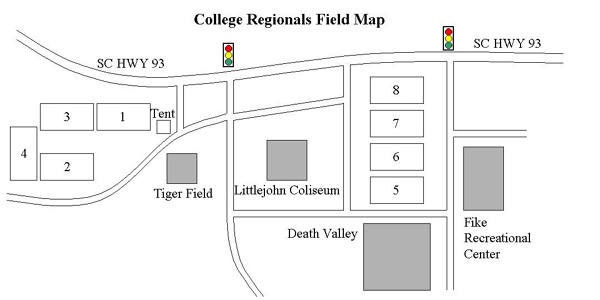 College Regionals Field Map
SC HWY 93
SC HWY 93
8
3
1
Tent
7
4
2
6
5
Tiger Field
Littlejohn Coliseum
Death Valley
Fike
Recreational
Center